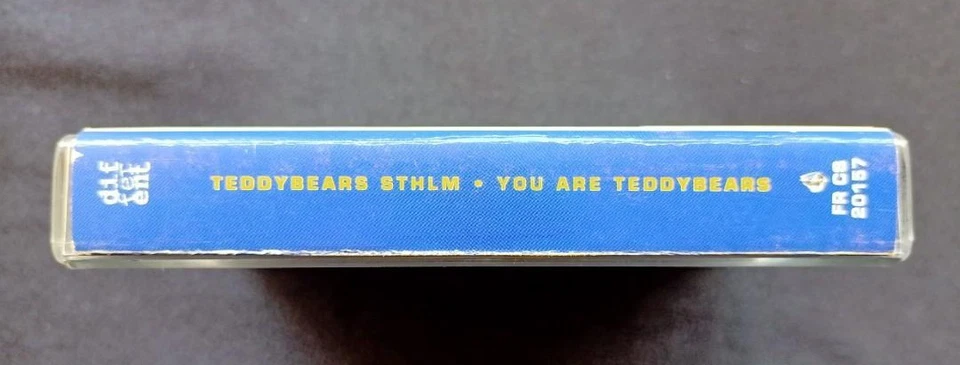 dif
fer
ent
TEDDYBEARS STHLM • YOU ARE TEDDYBEARS
FR CS
20157